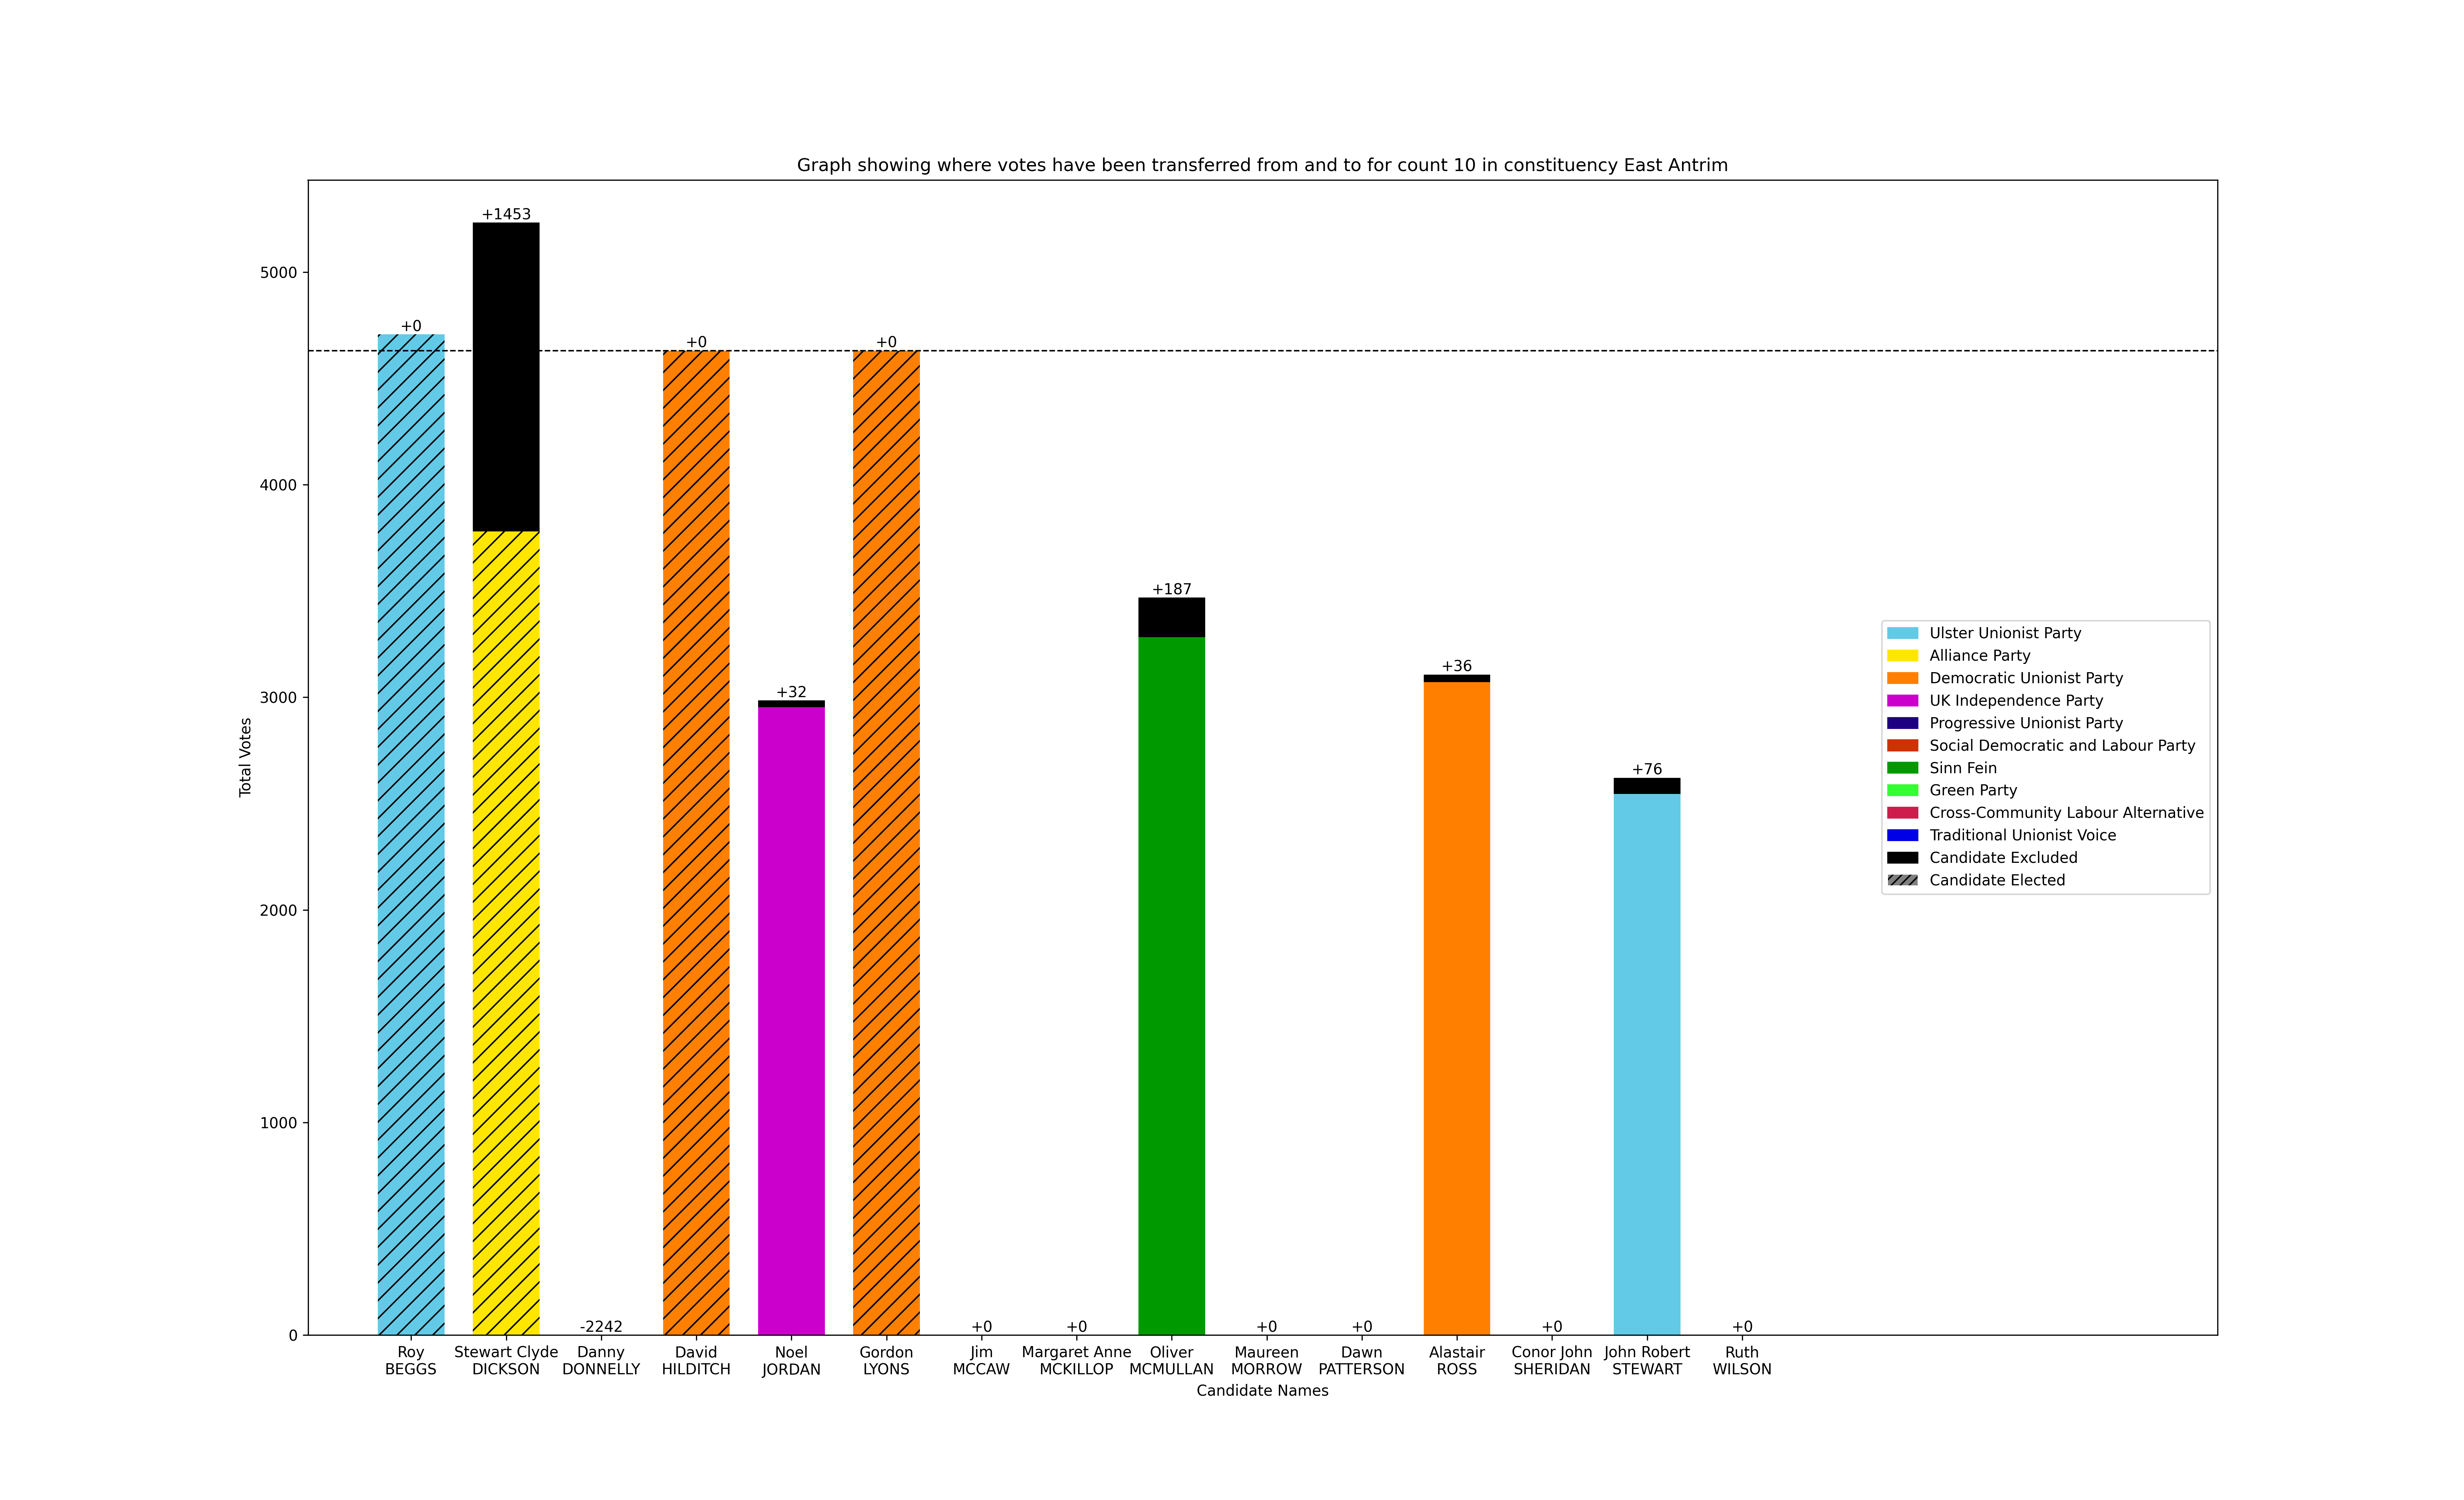 Graph showing where votes have been transferred from and to for count 10 in constituency East Antrim
+1453
5000
+0
+0
+0
4000
+187
+36
+32
3000
+76
2000
1000
0
-2242
+0
+0
+0
+0
+0
+0
Total Votes
Ulster Unionist Party
Alliance Party
Democratic Unionist Party
UK Independence Party
Progressive Unionist Party
Social Democratic and Labour Party
Sinn Fein
Green Party
Cross-Community Labour Alternative
Traditional Unionist Voice
Candidate Excluded
Candidate Elected
Roy
BEGGS
Stewart Clyde
DICKSON
Danny
DONNELLY
David
HILDITCH
Noel
JORDAN
Gordon
LYONS
Jim
MCCAW
Margaret Anne
MCKILLOP
Oliver
MCMULLAN
Maureen
MORROW
Dawn
PATTERSON
Alastair
ROSS
Conor John
SHERIDAN
John Robert
STEWART
Ruth
WILSON
Candidate Names